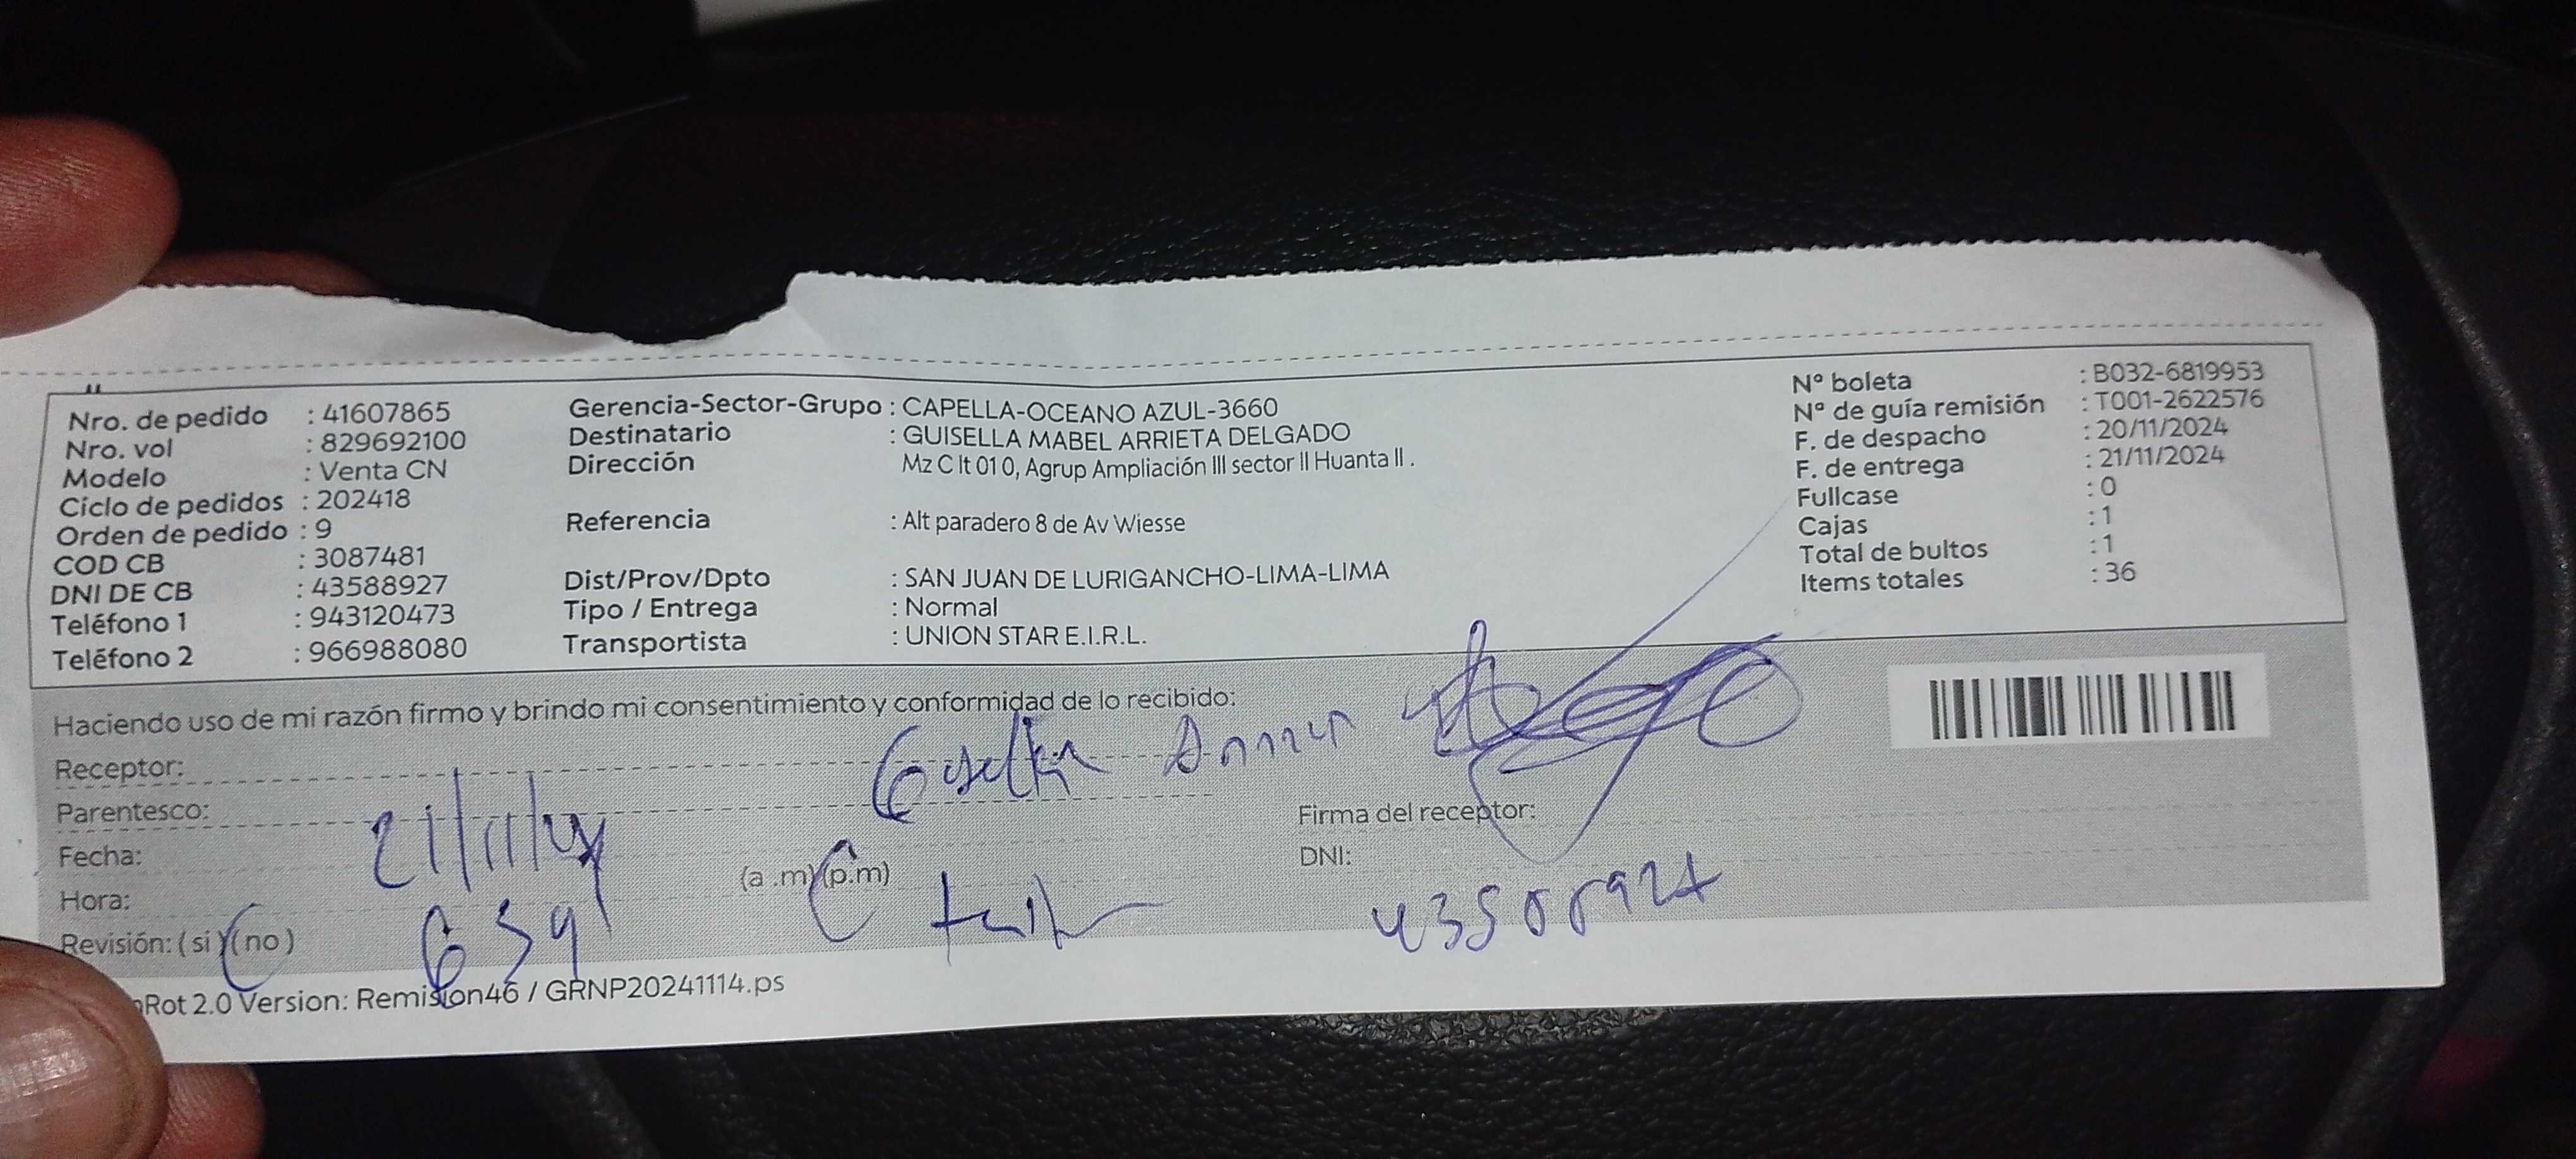 Nro. de pedido : 41607865
Nro. vol : 829692100
Modelo : Venta CN
Ciclo de pedidos : 202418
Orden de pedido : 9
COD CB : 3087481
DNI DE CB : 43588927
Teléfono 1 : 943120473
Teléfono 2 : 966988080
Gerencia-Sector-Grupo : CAPELLA-OCEANO AZUL-3660
Destinatario : GUISELLA MABEL ARRIETA DELGADO
Dirección Mz C lt 01 0, Agrup Ampliación III sector II Huanta II .
Referencia : Alt paradero 8 de Av Wiesse
Dist/Prov/Dpto : SAN JUAN DE LURIGANCHO-LIMA-LIMA
Tipo / Entrega : Normal
Transportista : UNION STAR E.I.R.L.
N° boleta : B032-6819953
N° de guía remisión : T001-2622576
F. de despacho : 20/11/2024
F. de entrega : 21/11/2024
Fullcase : 0
Cajas : 1
Total de bultos : 1
Items totales : 36
Haciendo uso de mi razón firmo y brindo mi consentimiento y conformidad de lo recibido:
Receptor:
Parentesco:
Fecha: 21/11/24
Hora: 6 59 (a .m) (p.m)
Revisión: ( si ) ( no )
Firma del receptor:
DNI: 43588927
Rot 2.0 Version: Remision46 / GRNP20241114.ps